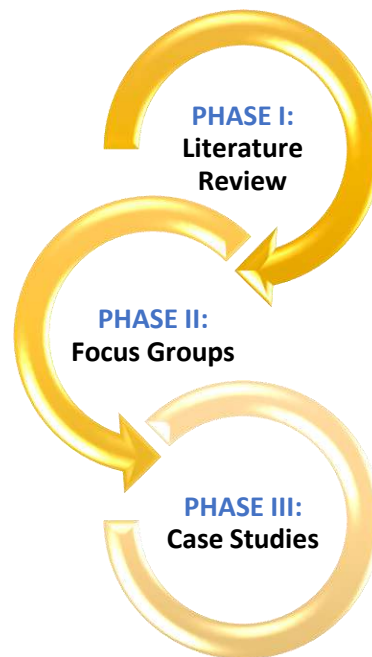 PHASE I:
Literature
Review
PHASE II:
Focus Groups
PHASE III:
Case Studies